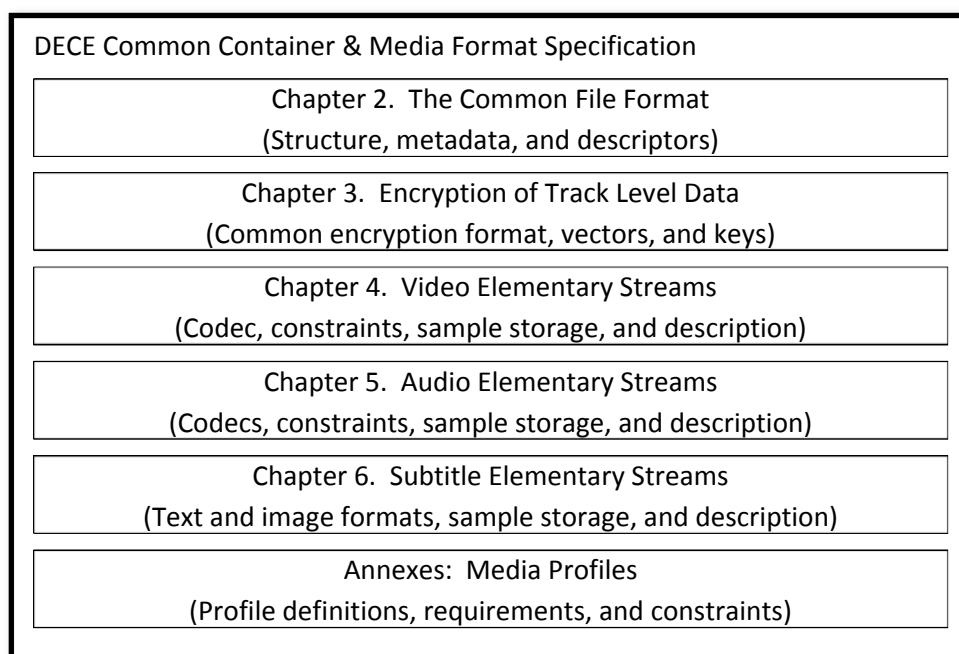 DECE Common Container & Media Format Specification
Chapter 2. The Common File Format
(Structure, metadata, and descriptors)
Chapter 3. Encryption of Track Level Data
(Common encryption format, vectors, and keys)
Chapter 4. Video Elementary Streams
(Codec, constraints, sample storage, and description)
Chapter 5. Audio Elementary Streams
(Codecs, constraints, sample storage, and description)
Chapter 6. Subtitle Elementary Streams
(Text and image formats, sample storage, and description)
Annexes: Media Profiles
(Profile definitions, requirements, and constraints)